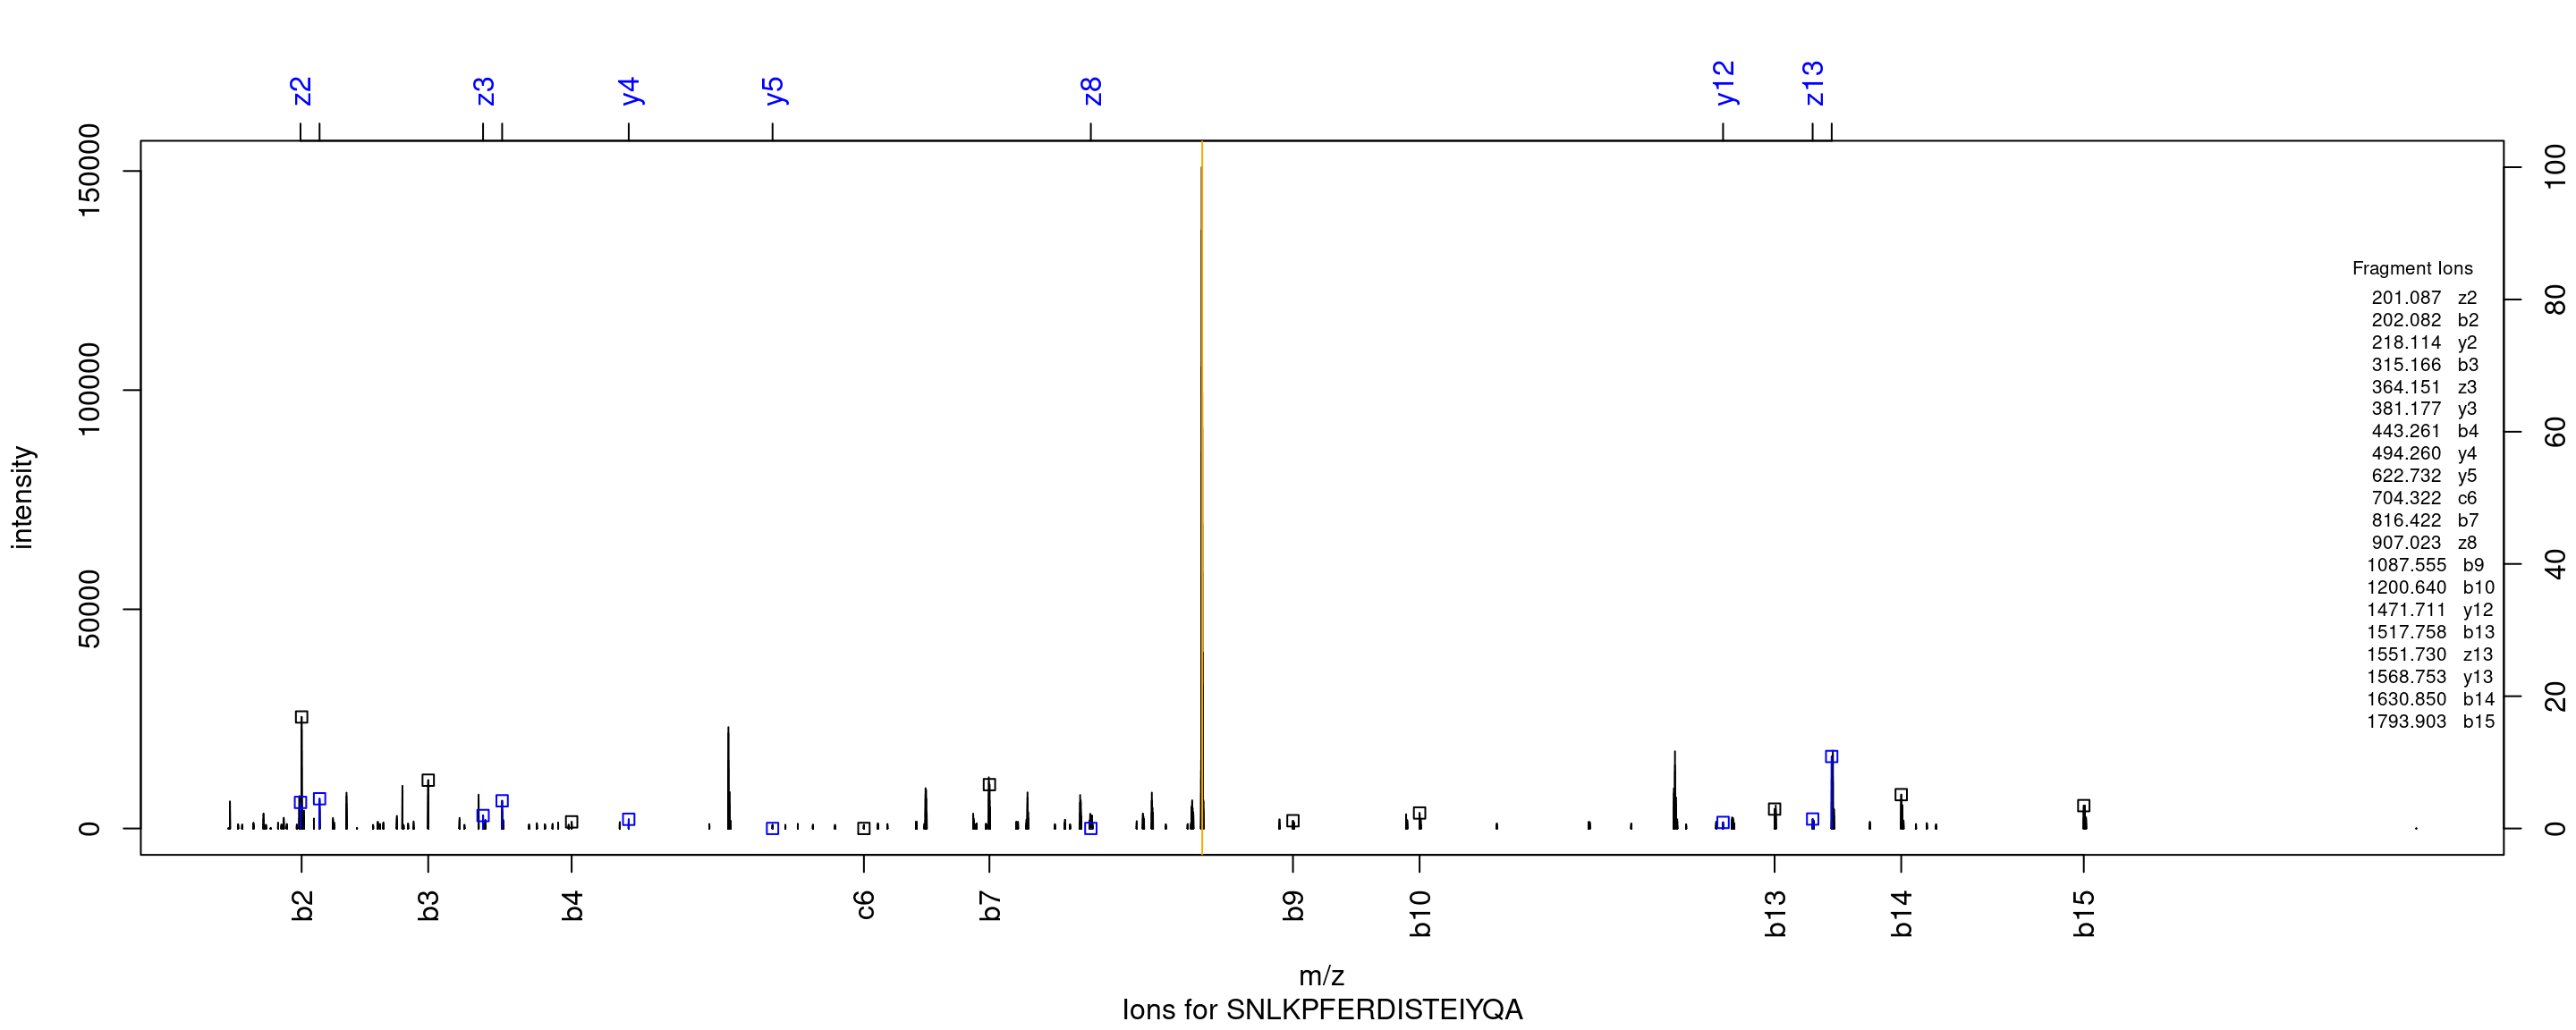 z2 z3 y4 y5 z8 y12 z13
150000
100000
50000
0
intensity
100
80
60
40
20
0
Fragment Ions
201.087 z2
202.082 b2
218.114 y2
315.166 b3
364.151 z3
381.177 y3
443.261 b4
494.260 y4
622.732 y5
704.322 c6
816.422 b7
907.023 z8
1087.555 b9
1200.640 b10
1471.711 y12
1517.758 b13
1551.730 z13
1568.753 y13
1630.850 b14
1793.903 b15
b2 b3 b4 c6 b7 b9 b10 b13 b14 b15
m/z
Ions for SNLKPFERDISTEIYQA